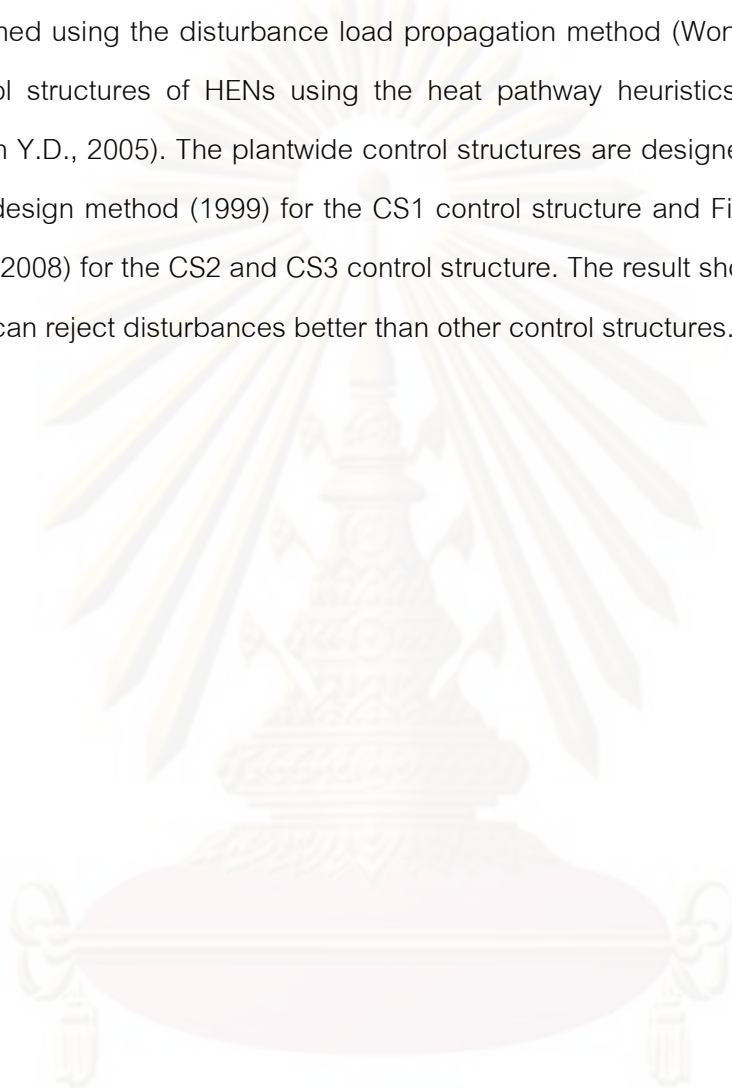 ned using the disturbance load propagation method (Won
ol structures of HENs using the heat pathway heuristics
n Y.D., 2005). The plantwide control structures are designe
design method (1999) for the CS1 control structure and Fi
2008) for the CS2 and CS3 control structure. The result sho
can reject disturbances better than other control structures.